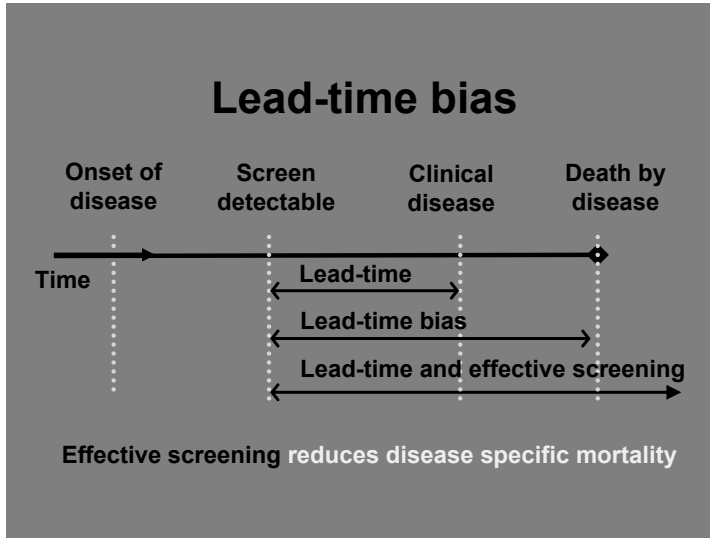 Lead-time bias
Onset of
disease
Screen
detectable
Clinical
disease
Death by
disease
Time
Lead-time
Lead-time bias
Lead-time and effective screening
Effective screening reduces disease specific mortality